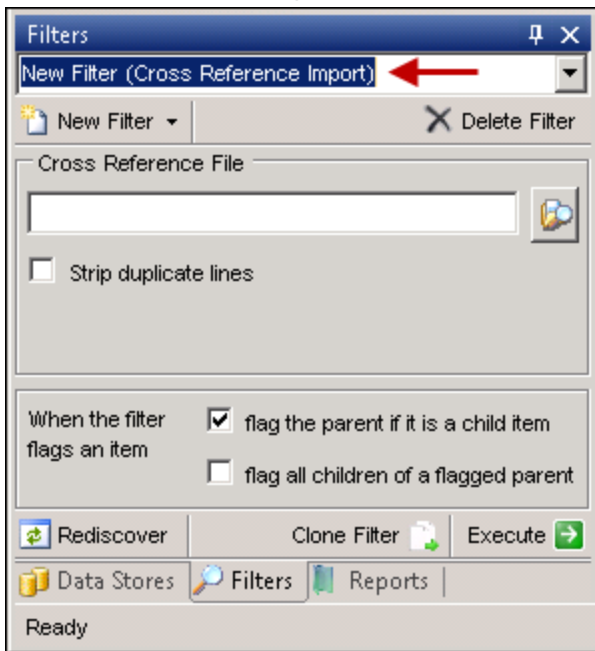 Filters
New Filter (Cross Reference Import)
New Filter
Delete Filter
Cross Reference File
Strip duplicate lines
When the filter
flags an item
flag the parent if it is a child item
flag all children of a flagged parent
Rediscover
Clone Filter
Execute
Data Stores
Filters
Reports
Ready